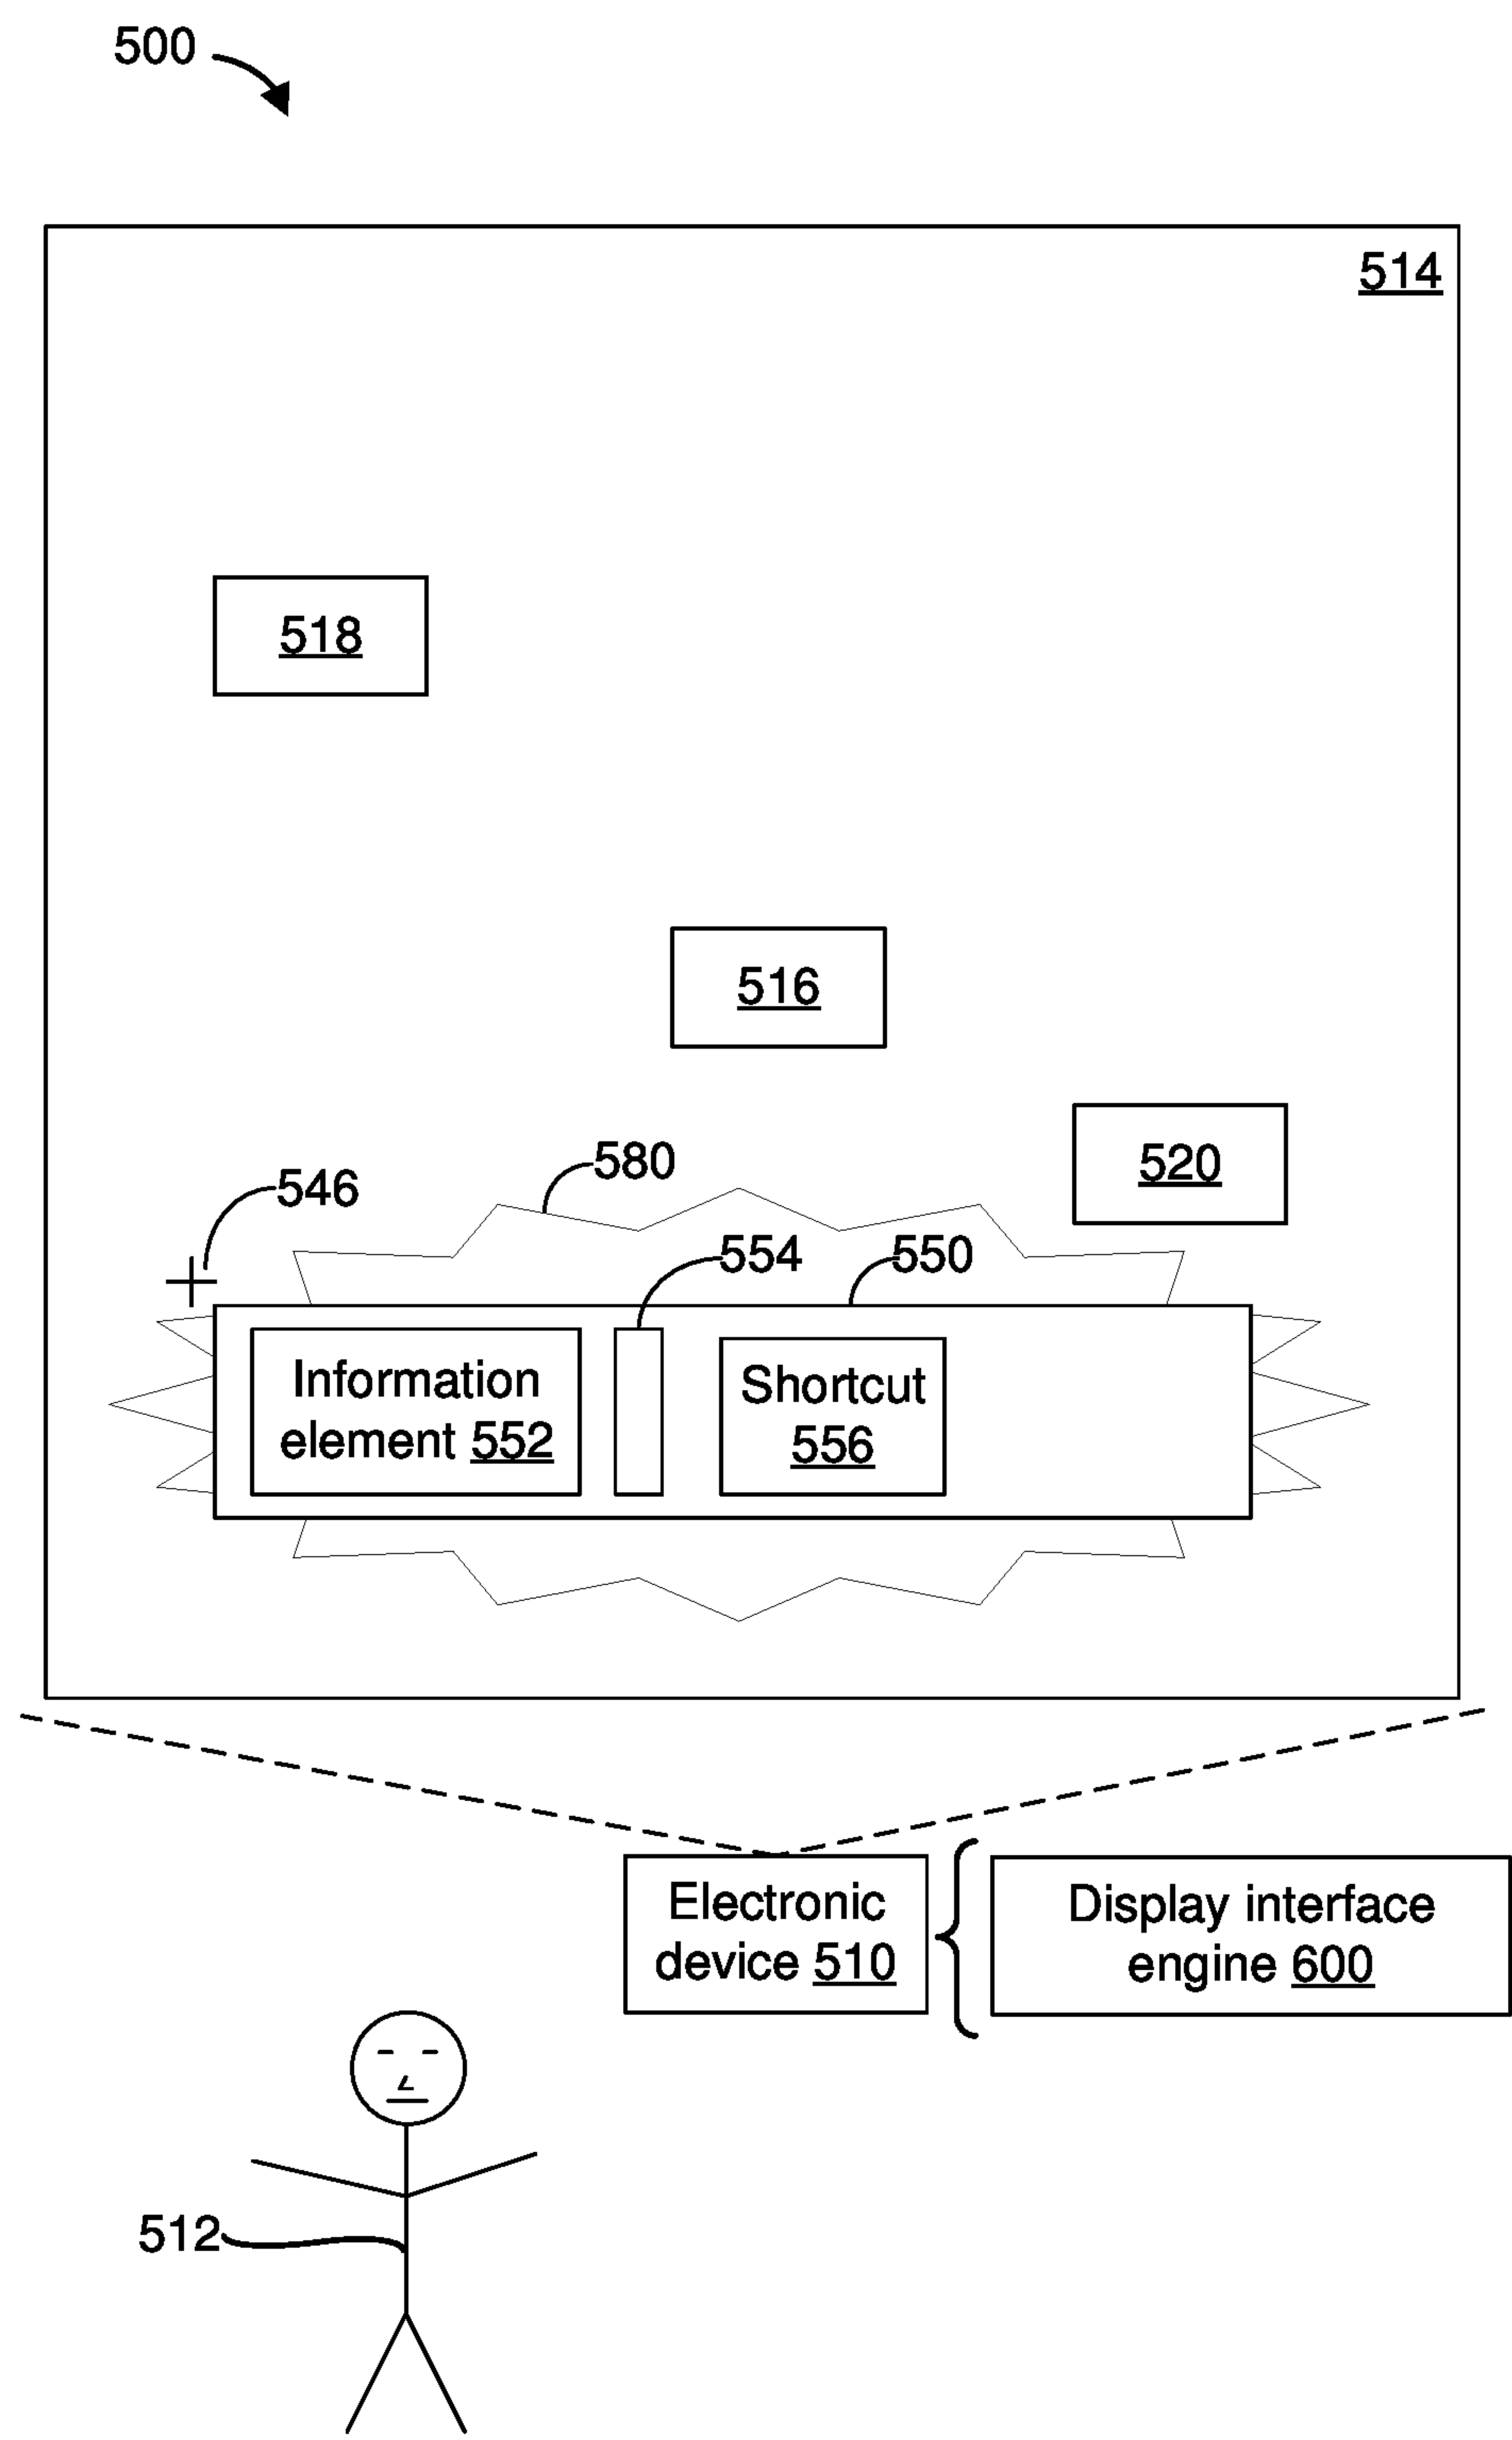 500
514
518
516
520
580
546
554
550
Information
element 552
Shortcut
556
Electronic
device 510
Display interface
engine 600
512